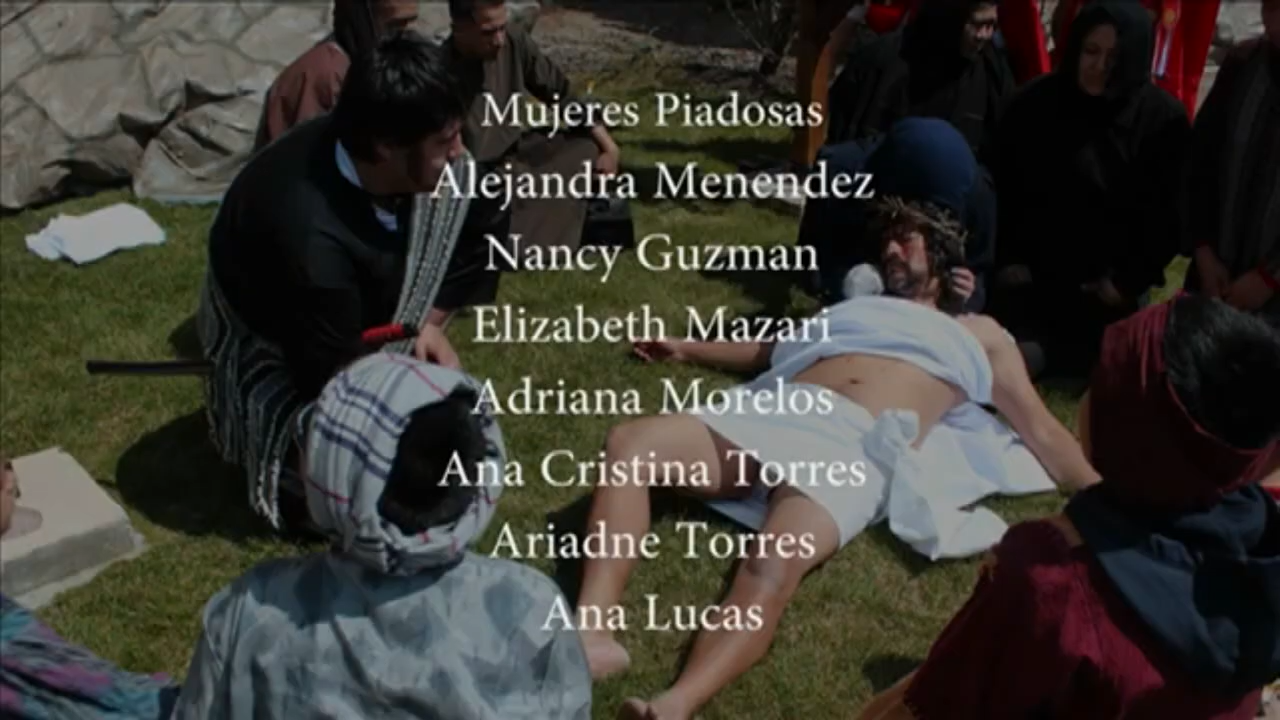 Mujeres Piadosas
Alejandra Menendez
Nancy Guzman
Elizabeth Mazari
Adriana Morelos
Ana Cristina Torres
Ariadne Torres
Ana Lucas